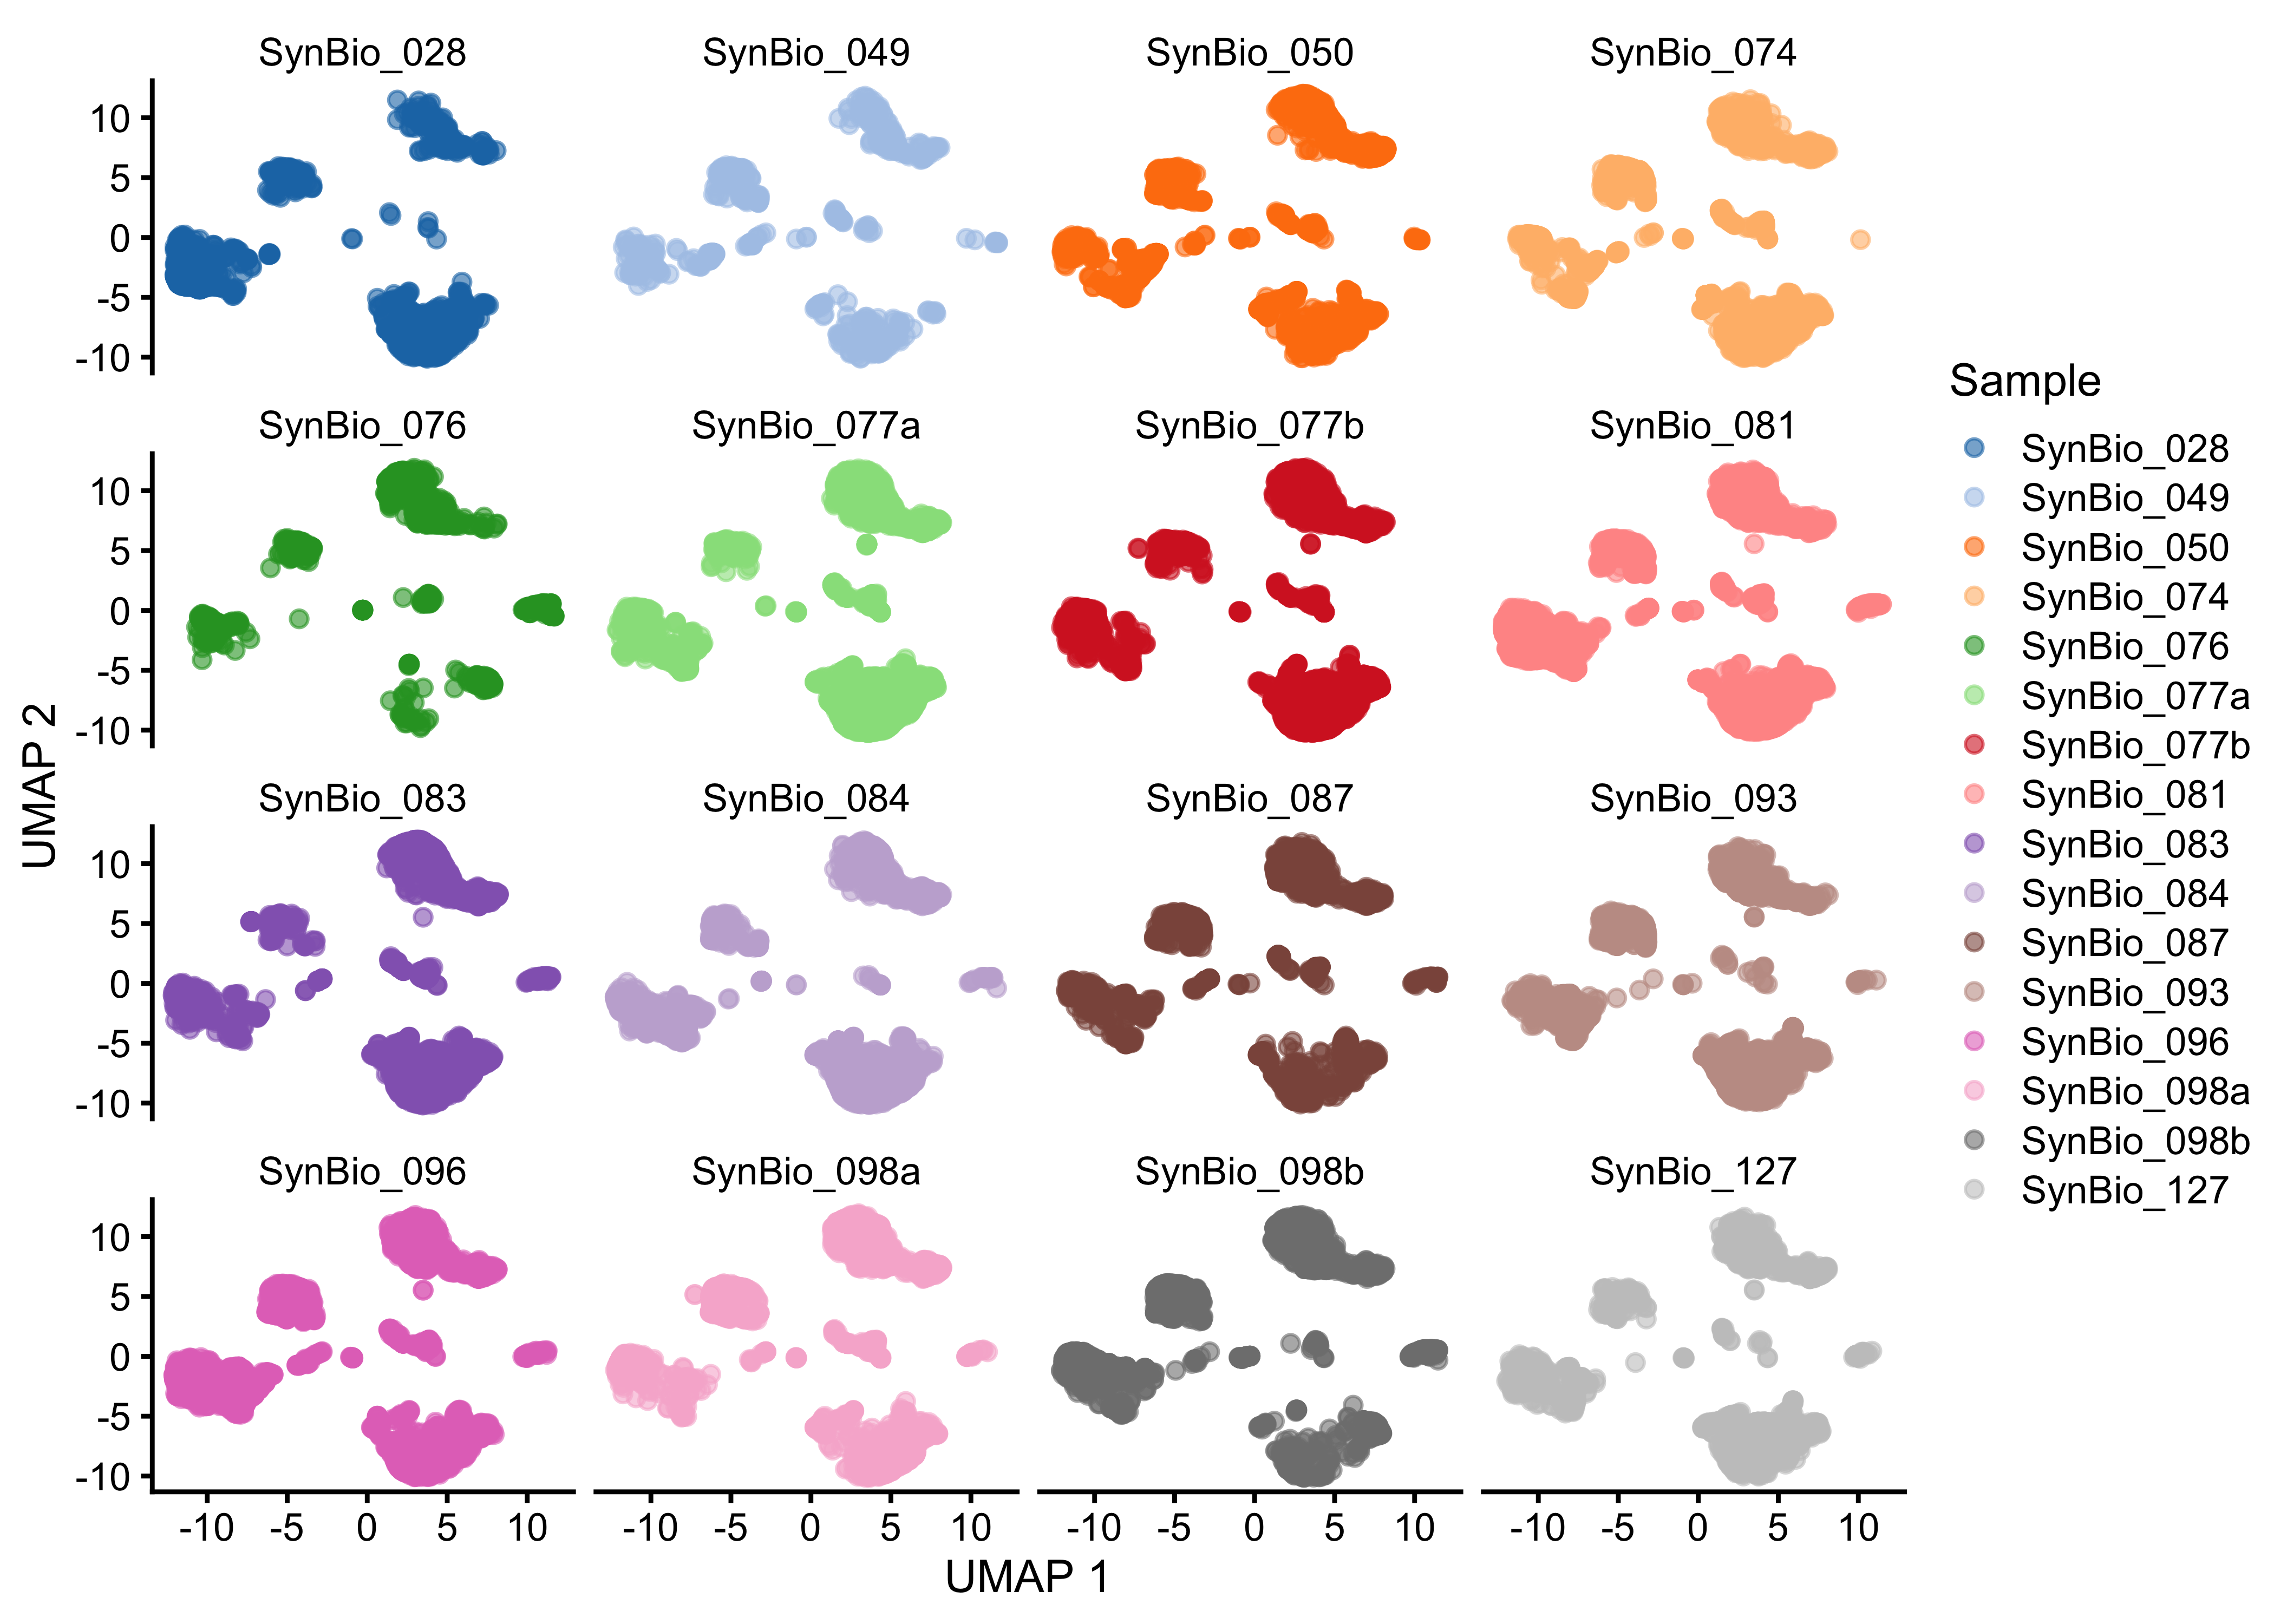 SynBio_028 SynBio_049 SynBio_050 SynBio_074
10
5
0
-5
-10
SynBio_076 SynBio_077a SynBio_077b SynBio_081
10
5
0
-5
-10
SynBio_083 SynBio_084 SynBio_087 SynBio_093
10
5
0
-5
-10
SynBio_096 SynBio_098a SynBio_098b SynBio_127
10
5
0
-5
-10
-10 -5 0 5 10 -10 -5 0 5 10 -10 -5 0 5 10 -10 -5 0 5 10
UMAP 1
UMAP 2
Sample
SynBio_028
SynBio_049
SynBio_050
SynBio_074
SynBio_076
SynBio_077a
SynBio_077b
SynBio_081
SynBio_083
SynBio_084
SynBio_087
SynBio_093
SynBio_096
SynBio_098a
SynBio_098b
SynBio_127